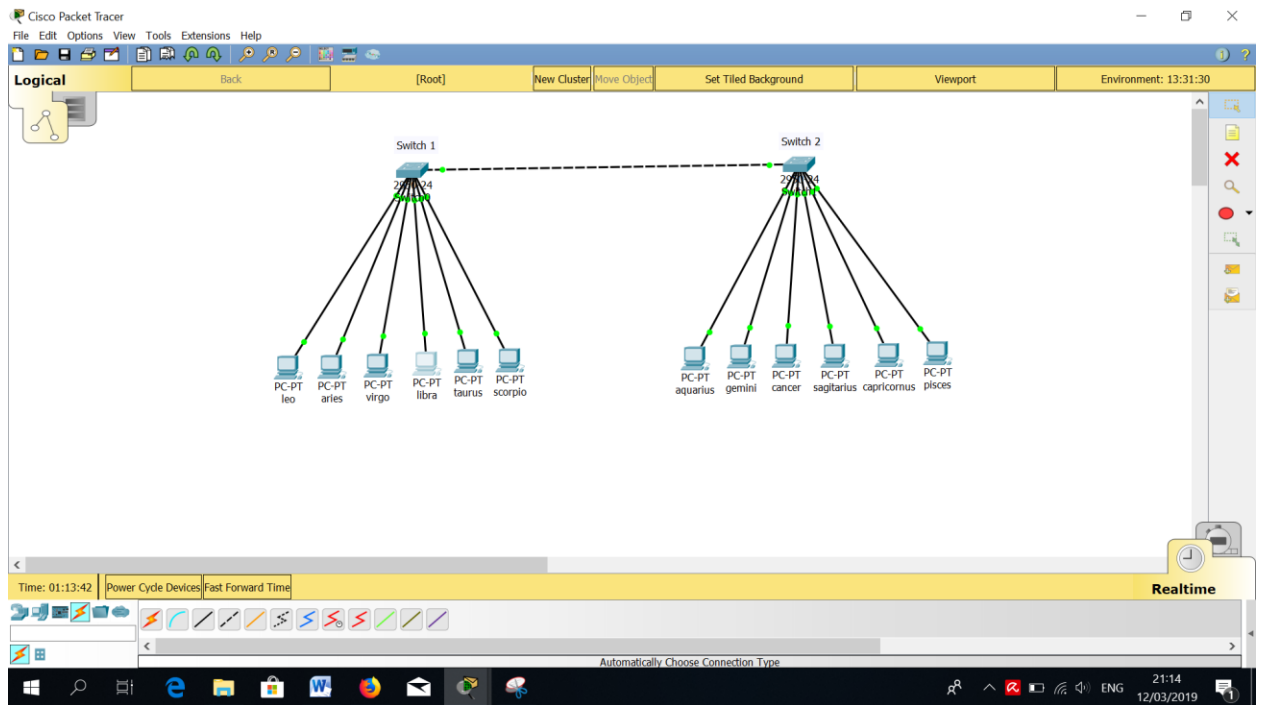 Cisco Packet Tracer
File Edit Options View Tools Extensions Help
Logical Back [Root] New Cluster Move Object Set Tiled Background Viewport Environment: 13:31:30
Switch 1
Switch 2
24
Switch0
24
PC-PT
leo
PC-PT
aries
PC-PT
virgo
PC-PT
libra
PC-PT
taurus
PC-PT
scorpio
PC-PT
aquarius
PC-PT
gemini
PC-PT
cancer
PC-PT
sagitarius
PC-PT
capricornus
PC-PT
pisces
Time: 01:13:42 Power Cycle Devices Fast Forward Time Realtime
Automatically Choose Connection Type
ENG
21:14
12/03/2019
1